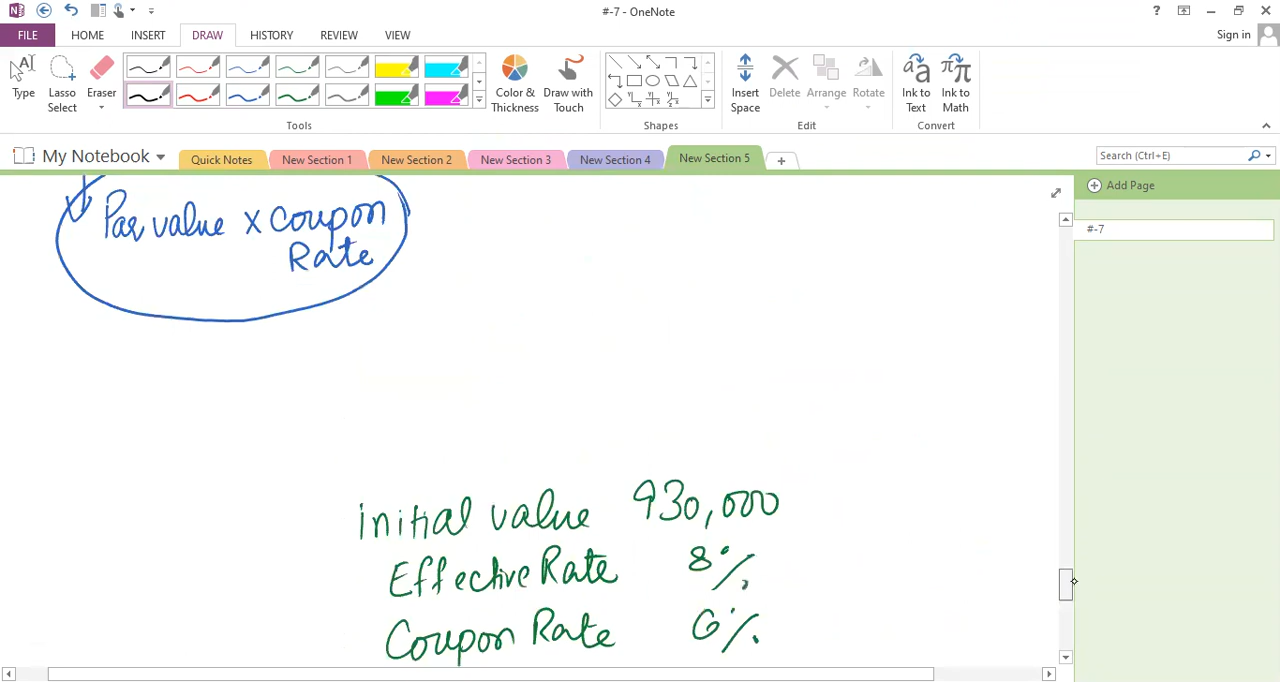 #-7 - OneNote
?
Sign in
FILE HOME INSERT DRAW HISTORY REVIEW VIEW
Type
Lasso Select
Eraser
Color & Thickness
Draw with Touch
Insert Space
Delete
Arrange
Rotate
Ink to Text
Ink to Math
Tools Shapes Edit Convert
My Notebook Quick Notes New Section 1 New Section 2 New Section 3 New Section 4 New Section 5
Search (Ctrl+E)
Add Page
#-7
Par value x coupon
Rate
initial value 930,000
Effective Rate 8%
Coupon Rate 6%